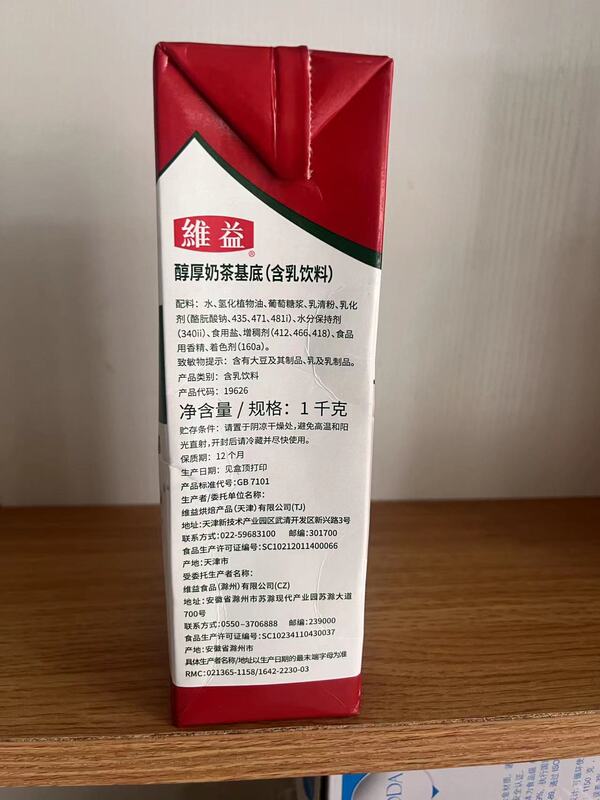 維益®
醇厚奶茶基底(含乳饮料)
配料：水、氢化植物油、葡萄糖浆、乳清粉、乳化
剂(酪朊酸钠、435、471、481i)、水分保持剂
(340ii)、食用盐、增稠剂(412、466、418)、食品
用香精、着色剂(160a)。
致敏物提示：含有大豆及其制品、乳及乳制品。
产品类别：含乳饮料
产品代码：19626
净含量 / 规格：1 千克
贮存条件：请置于阴凉干燥处,避免高温和阳
光直射,开封后请冷藏并尽快使用。
保质期：12 个月
生产日期：见盒顶打印
产品标准代号：GB 7101
生产者/委托单位名称：
维益烘焙产品(天津)有限公司(TJ)
地址：天津新技术产业园区武清开发区新兴路3号
联系方式：022-59683100 邮编：301700
食品生产许可证编号：SC10212011400066
产地：天津市
受委托生产者名称：
维益食品(滁州)有限公司(CZ)
地址：安徽省滁州市苏滁现代产业园苏滁大道
700号
联系方式：0550-3706888 邮编：239000
食品生产许可证编号：SC10234110430037
产地：安徽省滁州市
具体生产者名称/地址以生产日期的最末端字母为准
RMC：021365-1158/1642-2230-03
ODA